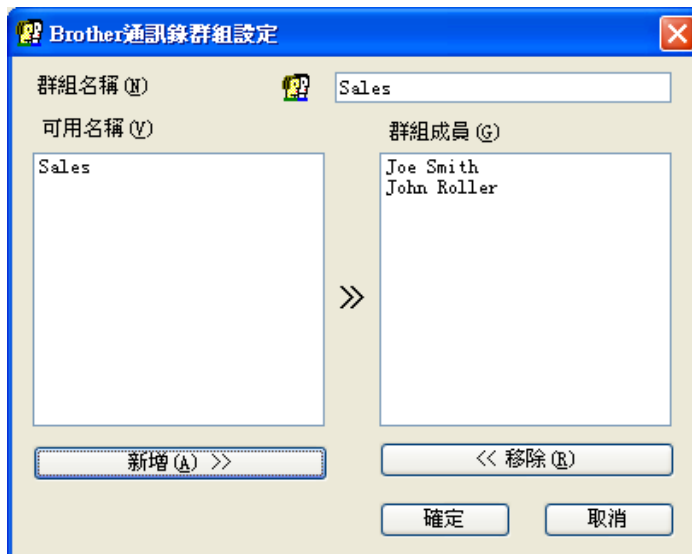 Brother通訊錄群組設定
群組名稱(N)
Sales
可用名稱(V)
群組成員(G)
Sales
Joe Smith
John Roller
>>
新增(A) >>
<< 移除(R)
確定
取消